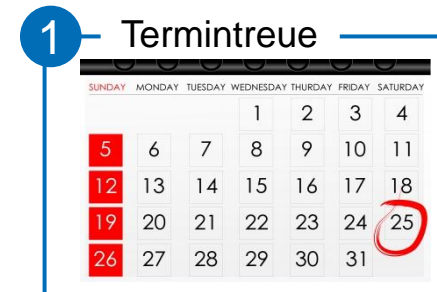 1 Termintreue
SUNDAY MONDAY TUESDAY WEDNESDAY THURDAY FRIDAY SATURDAY
1 2 3 4
5 6 7 8 9 10 11
12 13 14 15 16 17 18
19 20 21 22 23 24 25
26 27 28 29 30 31